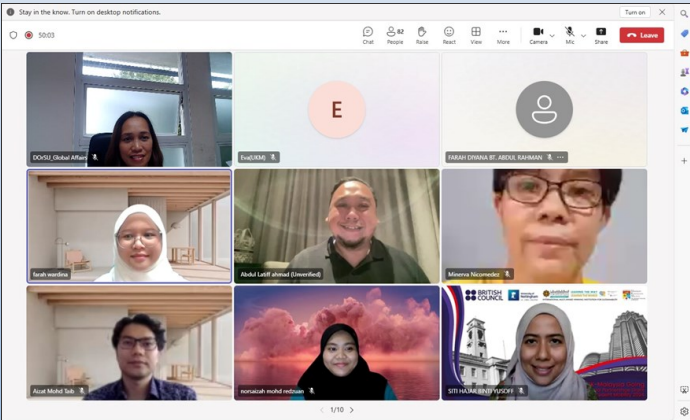 Stay in the know. Turn on desktop notifications.
Turn on
50:03
Chat
82
People
Raise
React
View
More
Camera
Mic
Share
Leave
DOrSU_Global Affairs
E
Eva(UKM)
FARAH DIYANA BT. ABDUL RAHMAN
farah wardina
Abdul Latiff ahmad (Unverified)
Minerva Nicomedez
Aizat Mohd Taib
norsaizah mohd redzuan
BRITISH
COUNCIL
SITI HAJAR BINTI YUSOFF
1/10